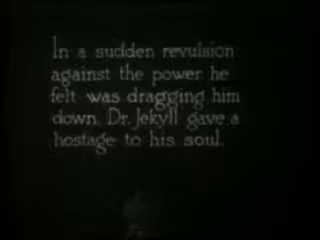 In a sudden revulsion
against the power he
felt was dragging him
down. Dr. Jekyll gave a
hostage to his soul.